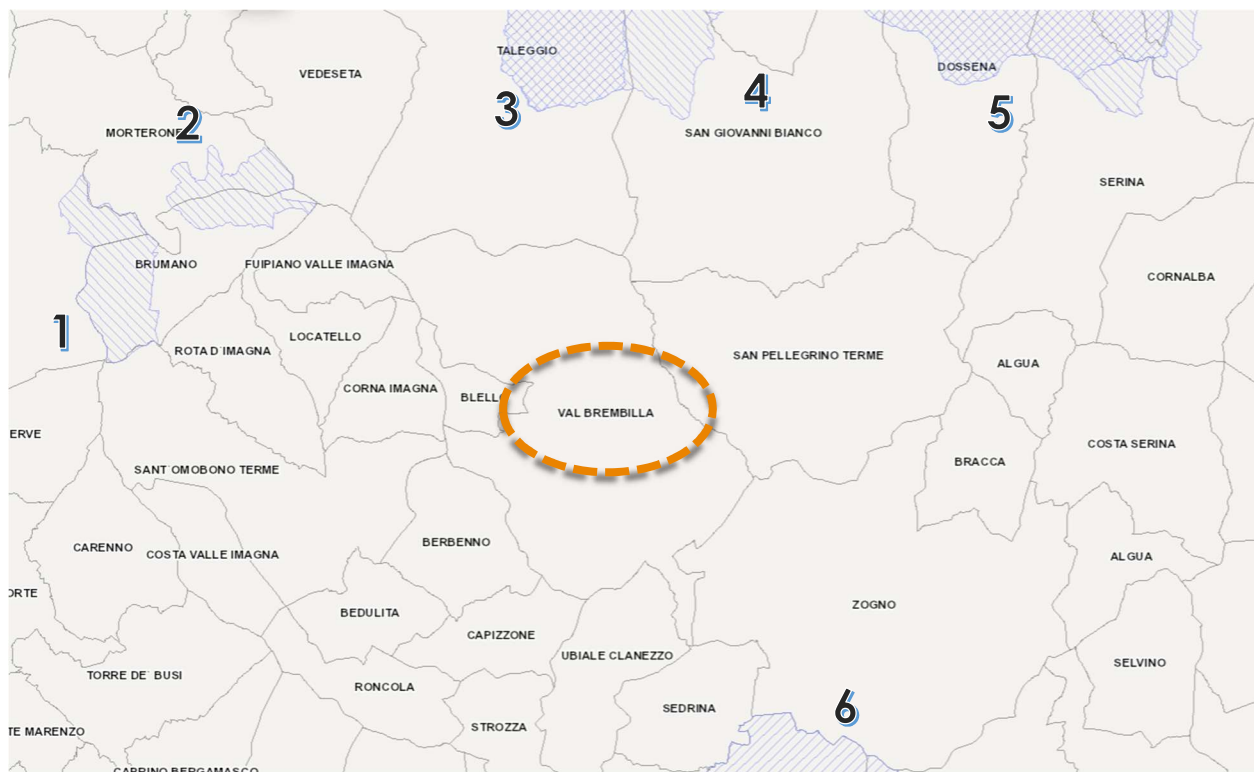 TALEGGIO
VEDESETA
DOSSENA
3
4
5
2
MORTERONE
SAN GIOVANNI BIANCO
SERINA
BRUMANO
FUIPIANO VALLE IMAGNA
CORNALBA
1
LOCATELLO
ROTA D'IMAGNA
SAN PELLEGRINO TERME
ALGUA
CORNA IMAGNA
BLELLO
VAL BREMBILLA
ERVE
COSTA SERINA
BRACCA
SANT'OMOBONO TERME
BERBENNO
CARENNO
COSTA VALLE IMAGNA
ALGUA
ORTE
ZOGNO
BEDULITA
CAPIZZONE
UBIALE CLANEZZO
SELVINO
TORRE DE' BUSI
RONCOLA
SEDRINA
6
STROZZA
TE MARENZO
CAPRINO BERGAMASCO